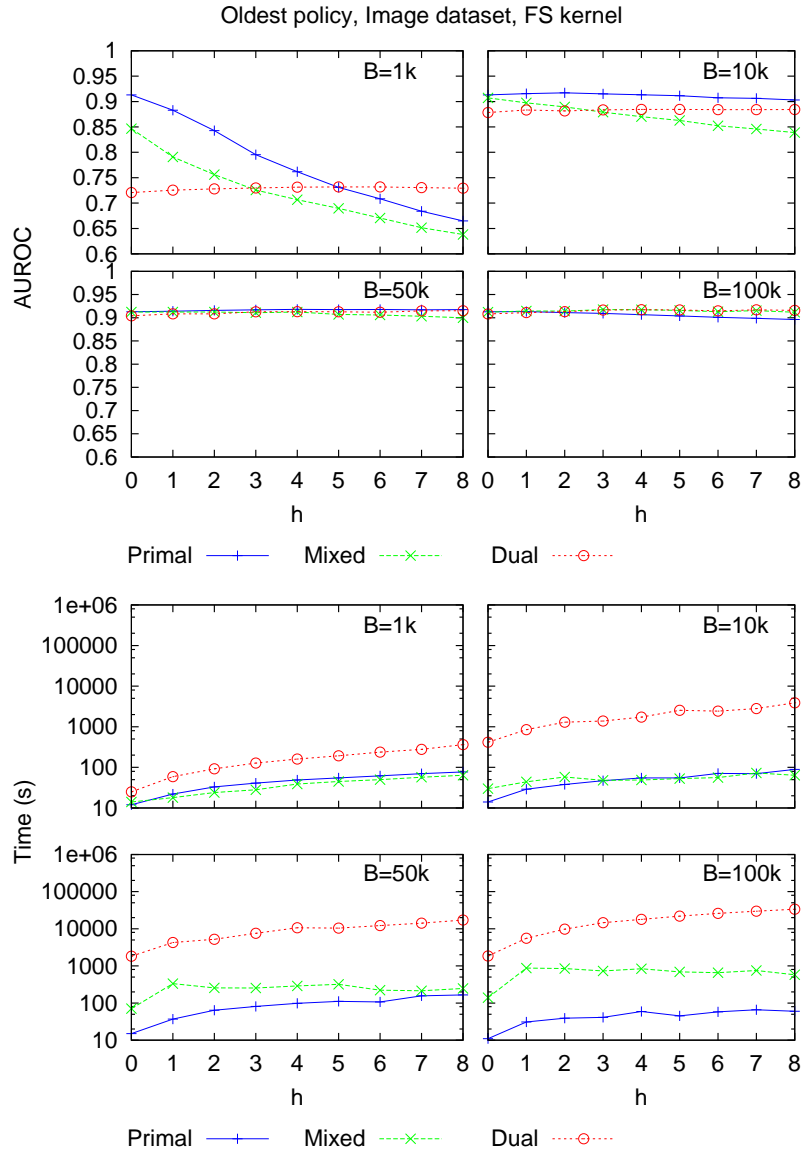 Oldest policy, Image dataset, FS kernel
AUROC
1
0.95
0.9
0.85
0.8
0.75
0.7
0.65
0.6
B=1k
B=10k
1
0.95
0.9
0.85
0.8
0.75
0.7
0.65
0.6
B=50k
B=100k
0 1 2 3 4 5 6 7 8
0 1 2 3 4 5 6 7 8
h
h
Primal Mixed Dual
Time (s)
1e+06
100000
10000
1000
100
10
B=1k
B=10k
1e+06
100000
10000
1000
100
10
B=50k
B=100k
0 1 2 3 4 5 6 7 8
0 1 2 3 4 5 6 7 8
h
h
Primal Mixed Dual